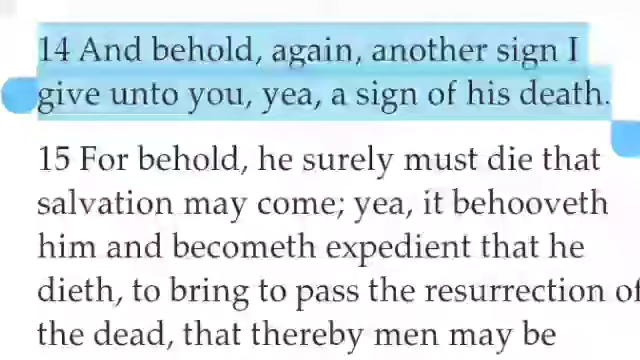 14 And behold, again, another sign I
give unto you, yea, a sign of his death.
15 For behold, he surely must die that
salvation may come; yea, it behooveth
him and becometh expedient that he
dieth, to bring to pass the resurrection of
the dead, that thereby men may be